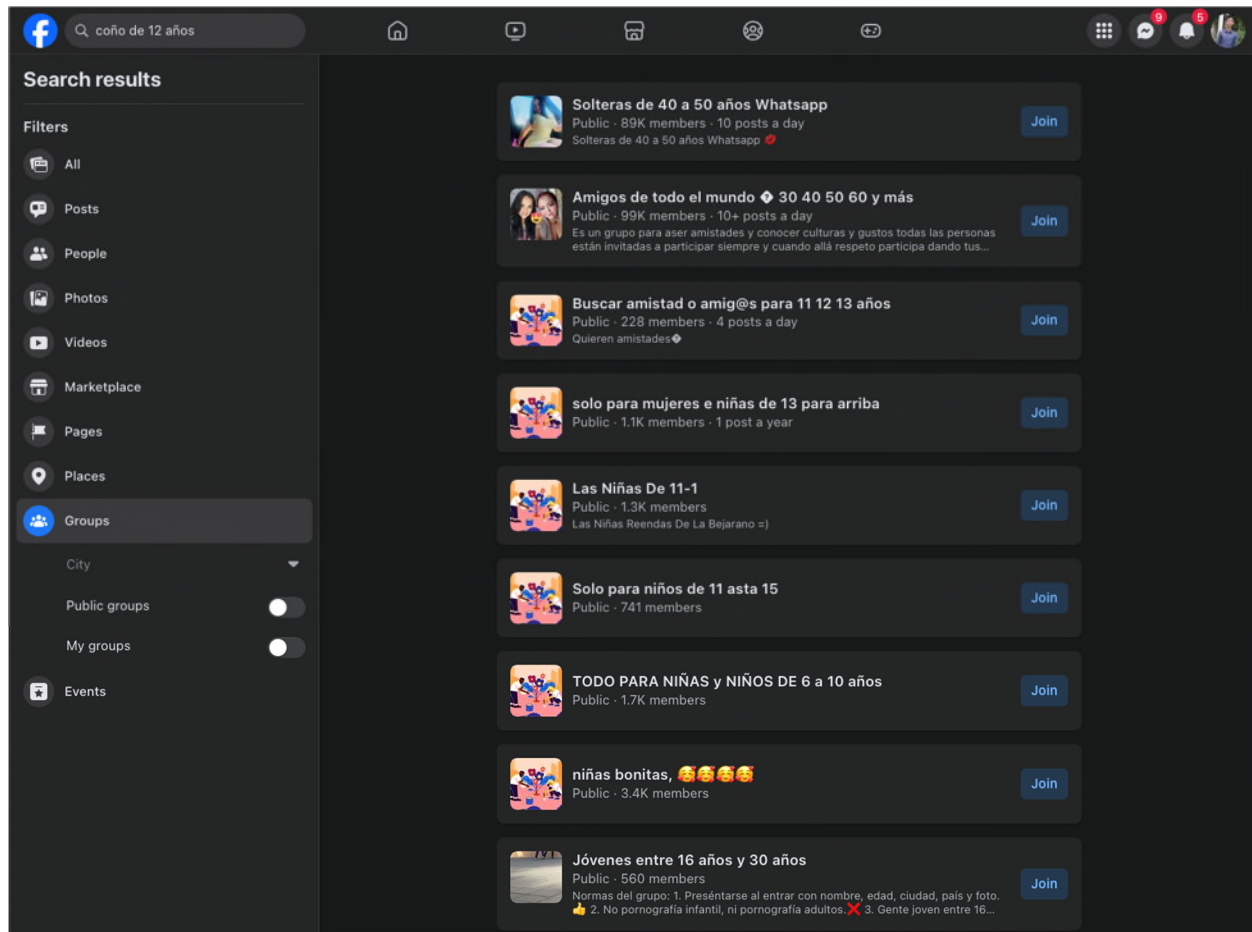 coño de 12 años
9
5
Search results
Filters
All
Posts
People
Photos
Videos
Marketplace
Pages
Places
Groups
City
Public groups
My groups
Events
Solteras de 40 a 50 años Whatsapp
Public · 89K members · 10 posts a day
Solteras de 40 a 50 años Whatsapp 💋
Join
Amigos de todo el mundo � 30 40 50 60 y más
Public · 99K members · 10+ posts a day
Es un grupo para aser amistades y conocer culturas y gustos todas las personas
están invitadas a participar siempre y cuando allá respeto participa dando tus...
Join
Buscar amistad o amig@s para 11 12 13 años
Public · 228 members · 4 posts a day
Quieren amistades�
Join
solo para mujeres e niñas de 13 para arriba
Public · 1.1K members · 1 post a year
Join
Las Niñas De 11-1
Public · 1.3K members
Las Niñas Reendas De La Bejarano =)
Join
Solo para niños de 11 asta 15
Public · 741 members
Join
TODO PARA NIÑAS y NIÑOS DE 6 a 10 años
Public · 1.7K members
Join
niñas bonitas, 🥰🥰🥰🥰
Public · 3.4K members
Join
Jóvenes entre 16 años y 30 años
Public · 560 members
Normas del grupo: 1. Preséntarse al entrar con nombre, edad, ciudad, país y foto.
👍 2. No pornografía infantil, ni pornografía adultos.❌ 3. Gente joven entre 16...
Join